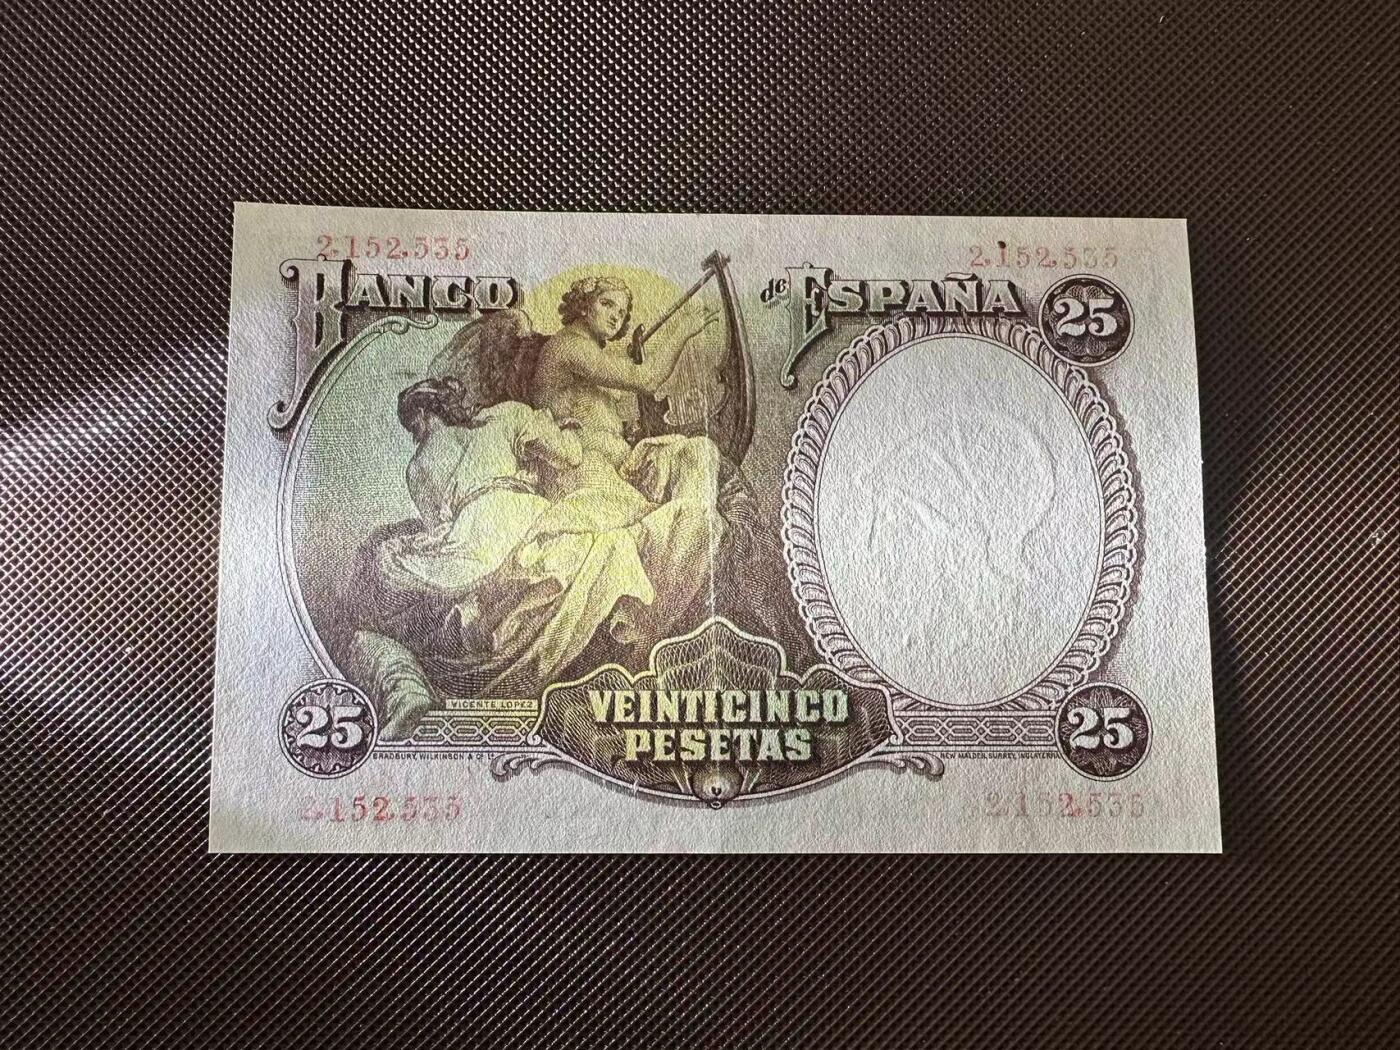 2.152.535
2.152.535
BANCO de ESPAÑA
25
VICENTE LOPEZ
VEINTICINCO
PESETAS
25
25
BRADBURY, WILKINSON & Cº Lᵈ
NEW MALDEN, SURREY, INGLATERRA
2.152.535
2.152.535